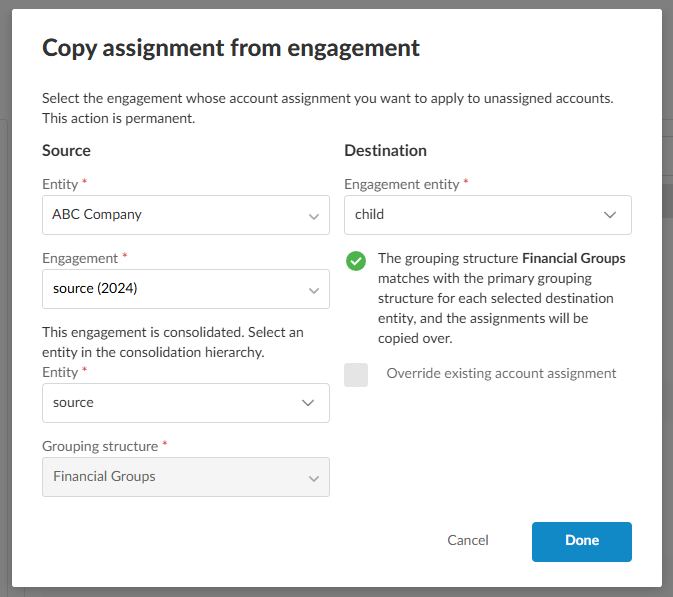 Copy assignment from engagement
Select the engagement whose account assignment you want to apply to unassigned accounts.
This action is permanent.
Source
Entity *
ABC Company
Engagement *
source (2024)
This engagement is consolidated. Select an
entity in the consolidation hierarchy.
Entity *
source
Grouping structure *
Financial Groups
Destination
Engagement entity *
child
The grouping structure Financial Groups
matches with the primary grouping
structure for each selected destination
entity, and the assignments will be
copied over.
Override existing account assignment
Cancel
Done